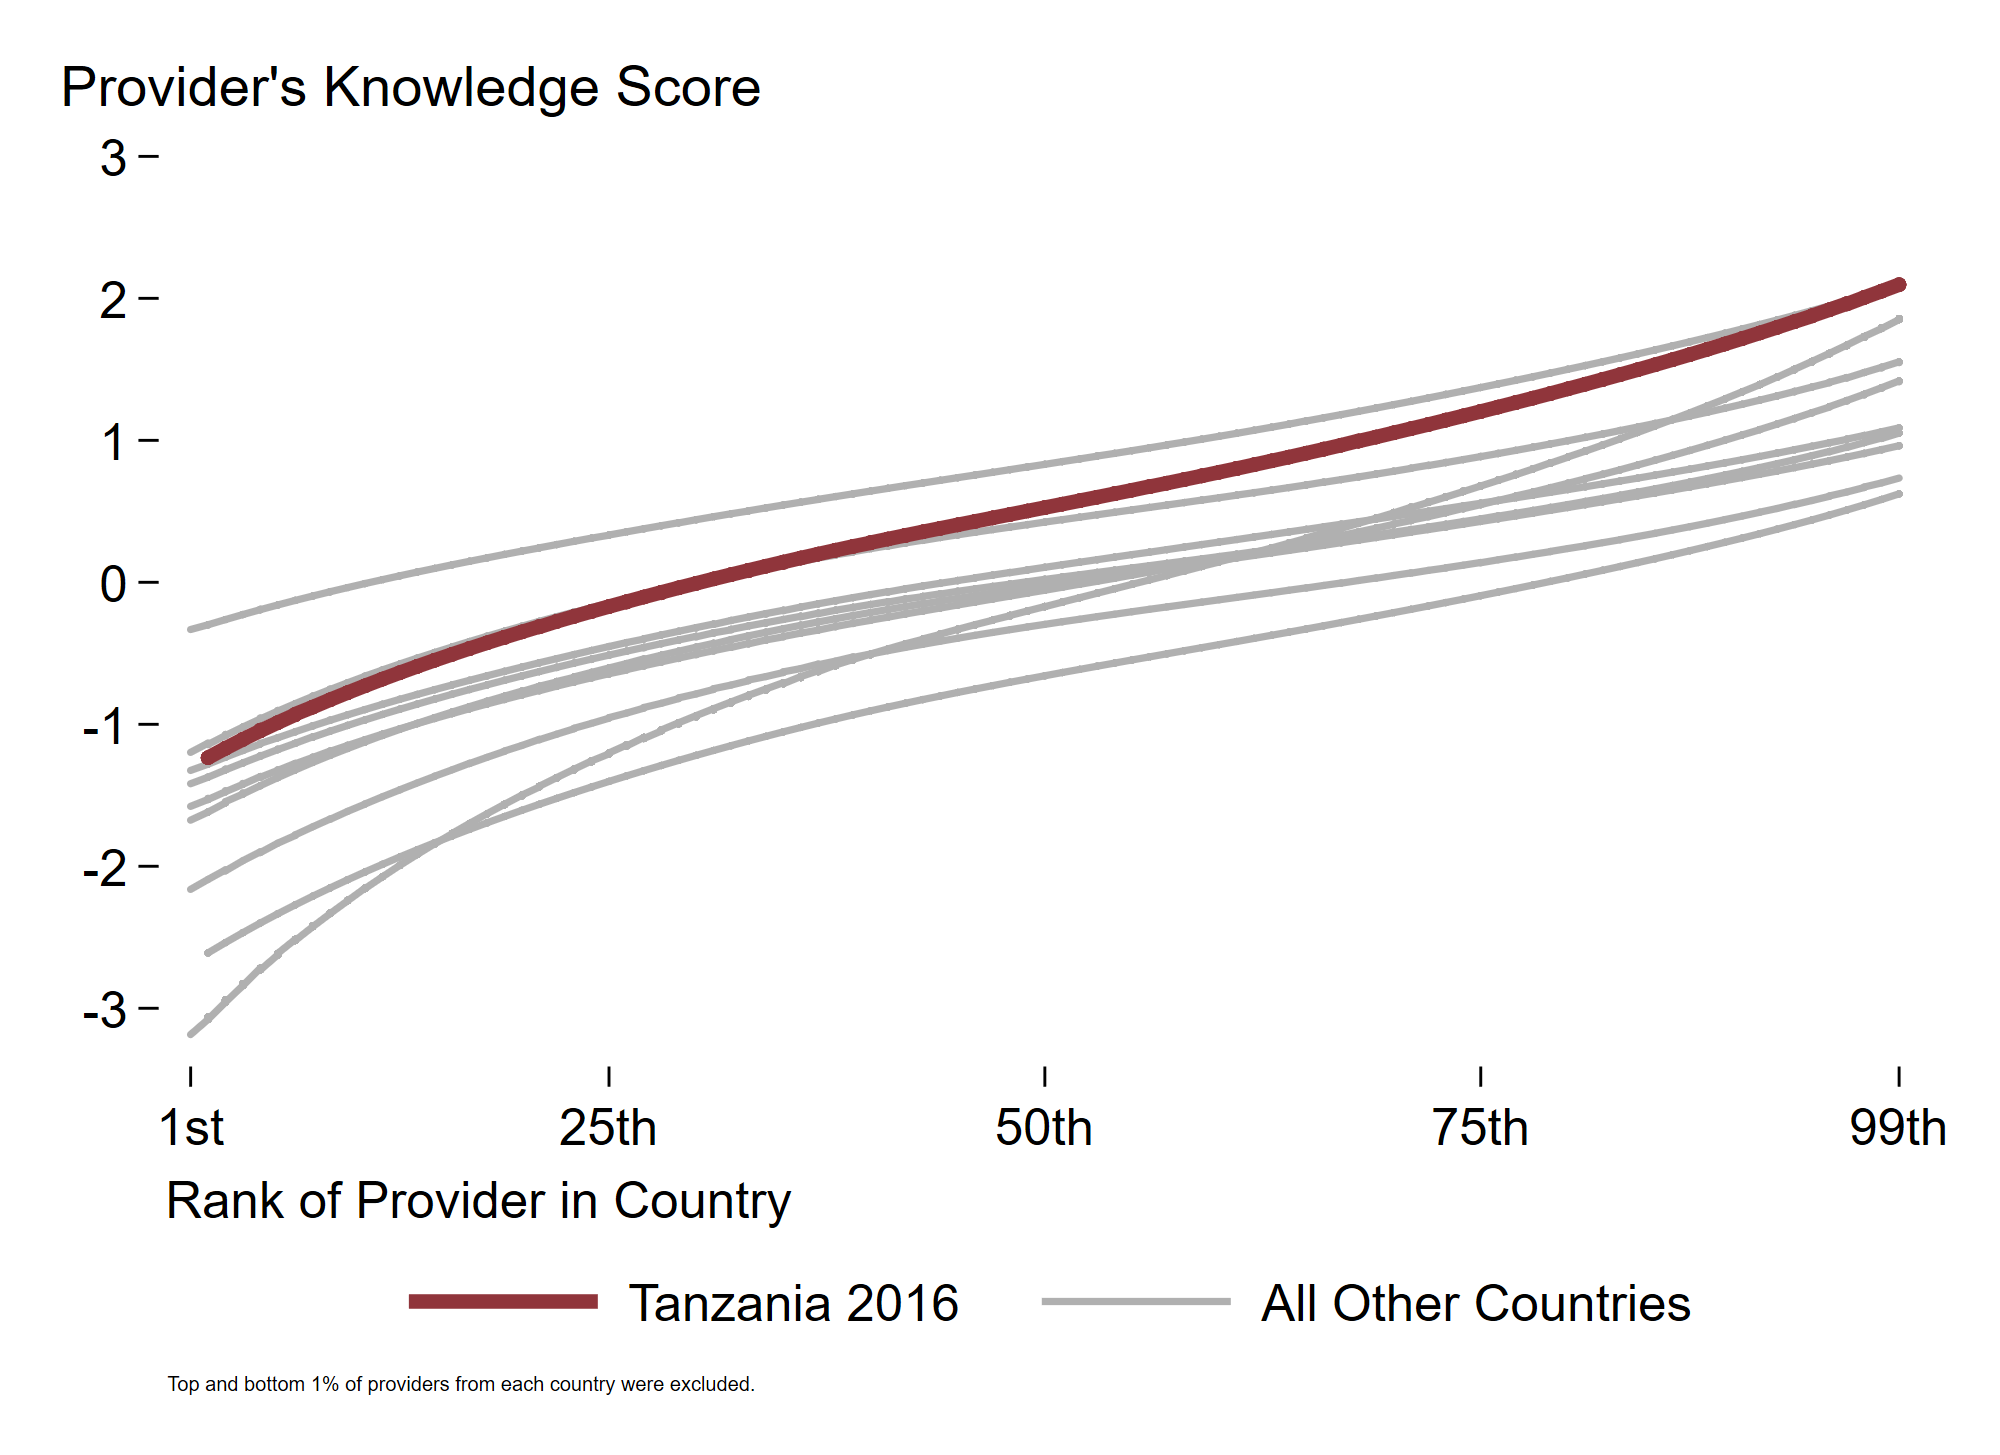 Provider's Knowledge Score
3
2
1
0
-1
-2
-3
1st 25th 50th 75th 99th
Rank of Provider in Country
Tanzania 2016 All Other Countries
Top and bottom 1% of providers from each country were excluded.